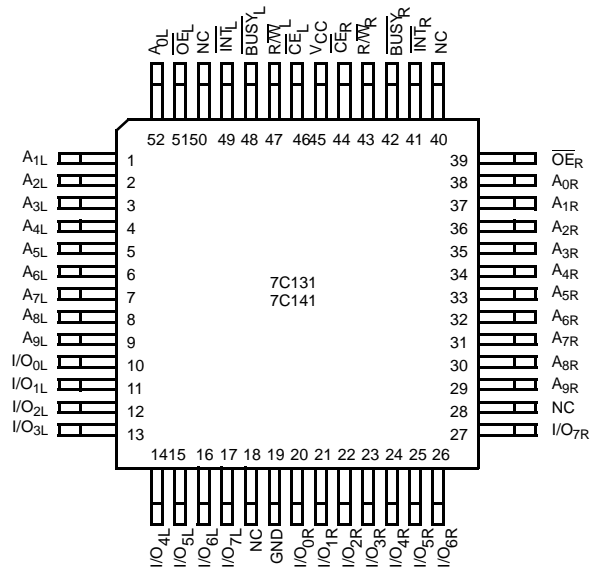 A0L
OEL
NC
INTL
BUSYL
R/WL
CEL
VCC
CER
R/WR
BUSYR
INTR
NC
52 51 50 49 48 47 46 45 44 43 42 41 40
A1L 1 39 OER
A2L 2 38 A0R
A3L 3 37 A1R
A4L 4 36 A2R
A5L 5 35 A3R
A6L 6 34 A4R
7C131
A7L 7 33 A5R
7C141
A8L 8 32 A6R
A9L 9 31 A7R
I/O0L 10 30 A8R
I/O1L 11 29 A9R
I/O2L 12 28 NC
I/O3L 13 27 I/O7R
14 15 16 17 18 19 20 21 22 23 24 25 26
I/O4L
I/O5L
I/O6L
I/O7L
NC
GND
I/O0R
I/O1R
I/O2R
I/O3R
I/O4R
I/O5R
I/O6R